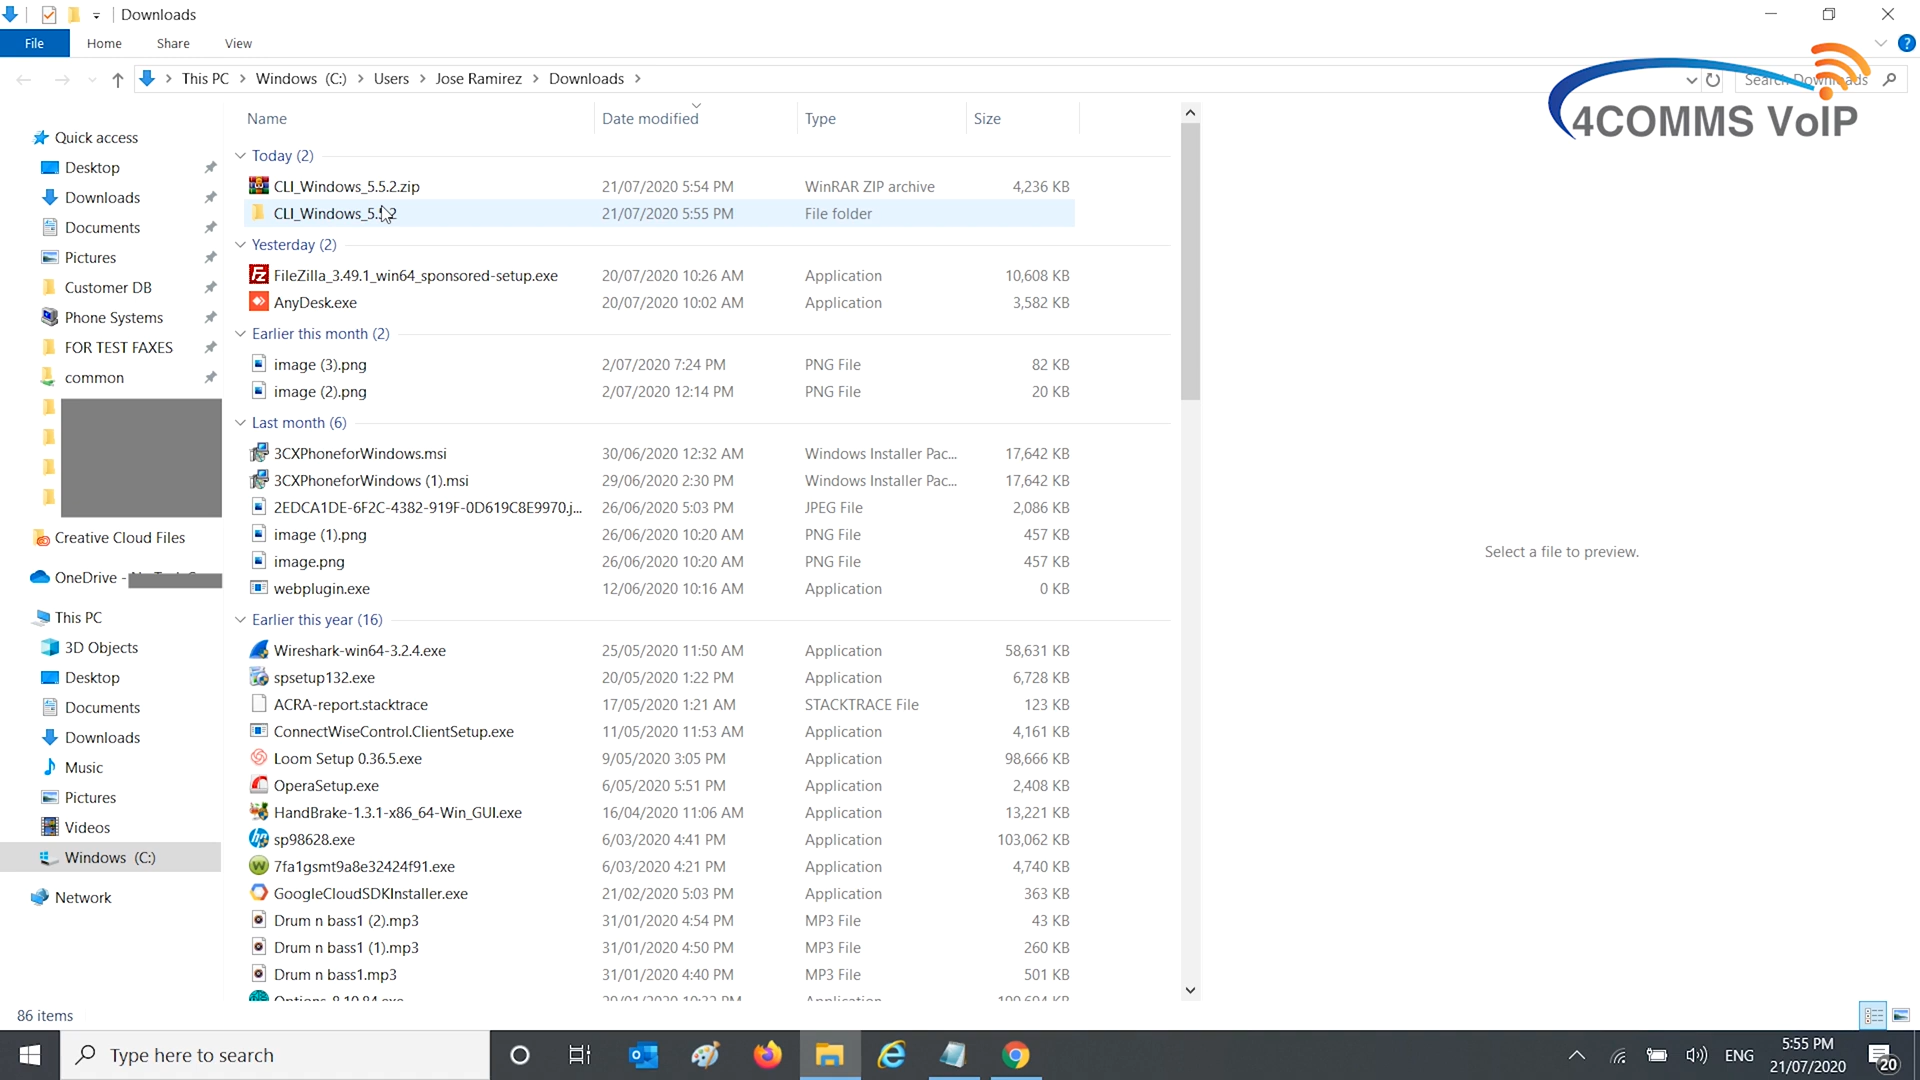 Downloads
File Home Share View
This PC > Windows (C:) > Users > Jose Ramirez > Downloads >
Search Downloads
4COMMS VoIP
Name Date modified Type Size
Quick access
Desktop
Downloads
Documents
Pictures
Customer DB
Phone Systems
FOR TEST FAXES
common
Creative Cloud Files
OneDrive -
This PC
3D Objects
Desktop
Documents
Downloads
Music
Pictures
Videos
Windows (C:)
Network
Today (2)
CLI_Windows_5.5.2.zip 21/07/2020 5:54 PM WinRAR ZIP archive 4,236 KB
CLI_Windows_5.5.2 21/07/2020 5:55 PM File folder
Yesterday (2)
FileZilla_3.49.1_win64_sponsored-setup.exe 20/07/2020 10:26 AM Application 10,608 KB
AnyDesk.exe 20/07/2020 10:02 AM Application 3,582 KB
Earlier this month (2)
image (3).png 2/07/2020 7:24 PM PNG File 82 KB
image (2).png 2/07/2020 12:14 PM PNG File 20 KB
Last month (6)
3CXPhoneforWindows.msi 30/06/2020 12:32 AM Windows Installer Pac... 17,642 KB
3CXPhoneforWindows (1).msi 29/06/2020 2:30 PM Windows Installer Pac... 17,642 KB
2EDCA1DE-6F2C-4382-919F-0D619C8E9970.j... 26/06/2020 5:03 PM JPEG File 2,086 KB
image (1).png 26/06/2020 10:20 AM PNG File 457 KB
image.png 26/06/2020 10:20 AM PNG File 457 KB
webplugin.exe 12/06/2020 10:16 AM Application 0 KB
Earlier this year (16)
Wireshark-win64-3.2.4.exe 25/05/2020 11:50 AM Application 58,631 KB
spsetup132.exe 20/05/2020 1:22 PM Application 6,728 KB
ACRA-report.stacktrace 17/05/2020 1:21 AM STACKTRACE File 123 KB
ConnectWiseControl.ClientSetup.exe 11/05/2020 11:53 AM Application 4,161 KB
Loom Setup 0.36.5.exe 9/05/2020 3:05 PM Application 98,666 KB
OperaSetup.exe 6/05/2020 5:51 PM Application 2,408 KB
HandBrake-1.3.1-x86_64-Win_GUI.exe 16/04/2020 11:06 AM Application 13,221 KB
sp98628.exe 6/03/2020 4:41 PM Application 103,062 KB
7fa1gsmt9a8e32424f91.exe 6/03/2020 4:21 PM Application 4,740 KB
GoogleCloudSDKInstaller.exe 21/02/2020 5:03 PM Application 363 KB
Drum n bass1 (2).mp3 31/01/2020 4:54 PM MP3 File 43 KB
Drum n bass1 (1).mp3 31/01/2020 4:50 PM MP3 File 260 KB
Drum n bass1.mp3 31/01/2020 4:40 PM MP3 File 501 KB
Select a file to preview.
86 items
Type here to search
ENG
5:55 PM
21/07/2020
20